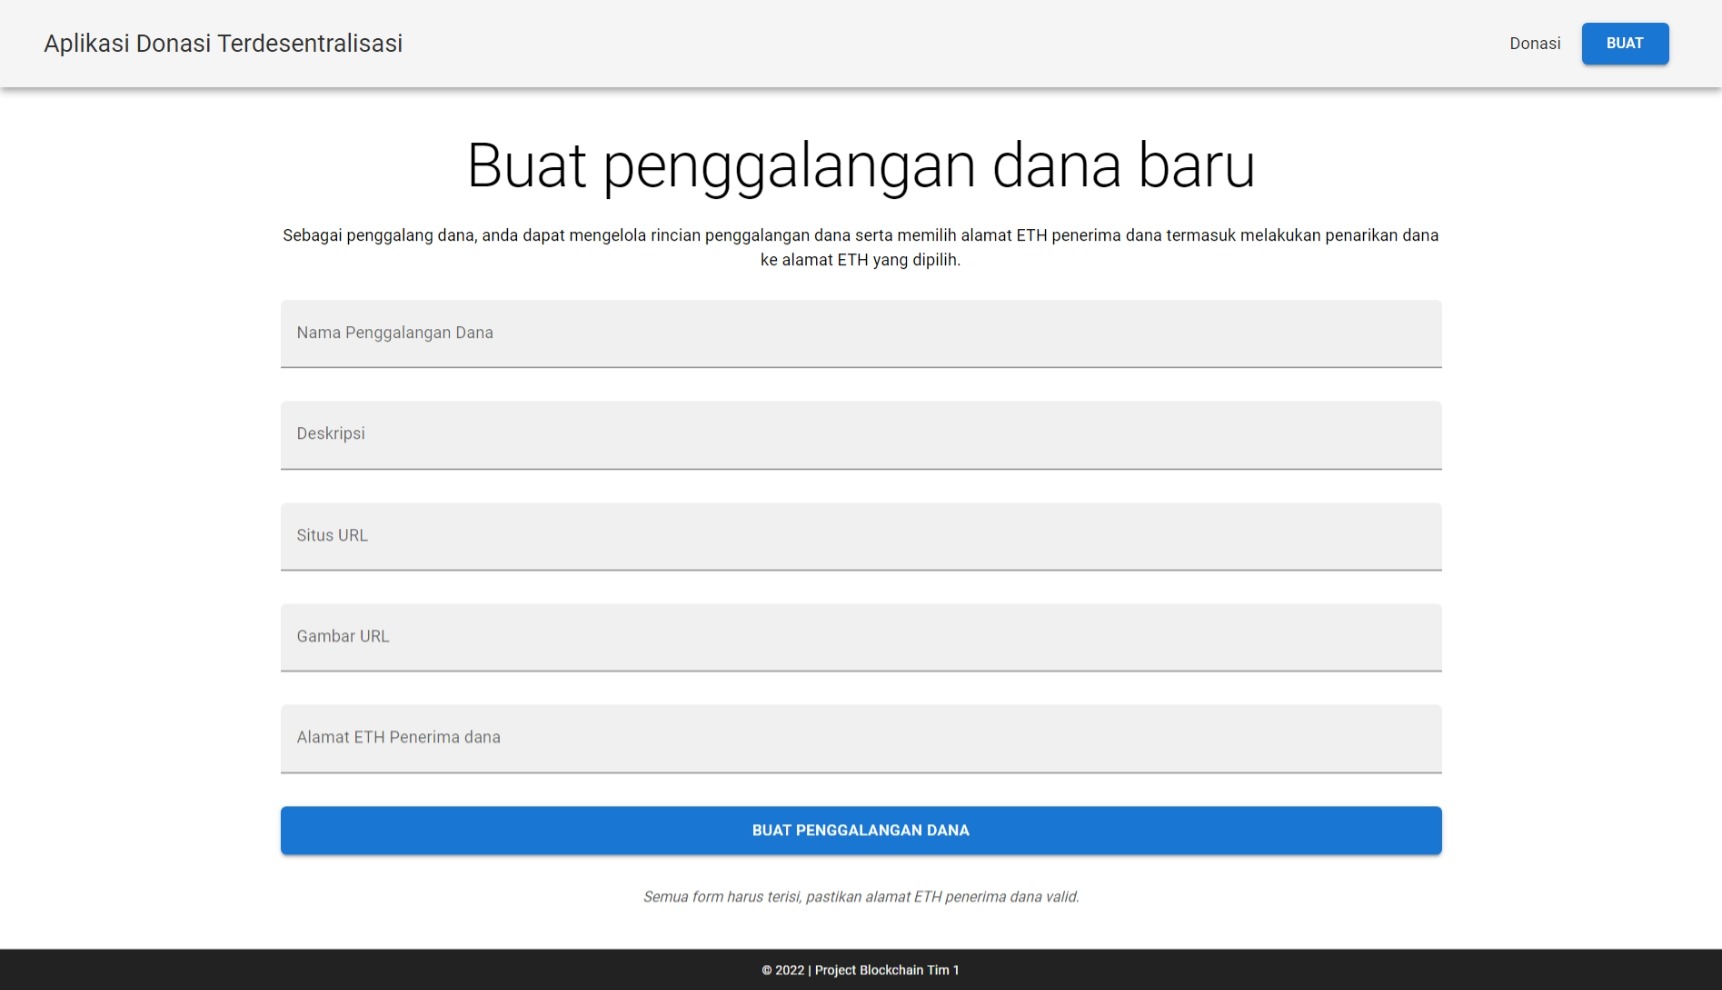 Aplikasi Donasi Terdesentralisasi
Donasi
BUAT
Buat penggalangan dana baru
Sebagai penggalang dana, anda dapat mengelola rincian penggalangan dana serta memilih alamat ETH penerima dana termasuk melakukan penarikan dana
ke alamat ETH yang dipilih.
Nama Penggalangan Dana
Deskripsi
Situs URL
Gambar URL
Alamat ETH Penerima dana
BUAT PENGGALANGAN DANA
Semua form harus terisi, pastikan alamat ETH penerima dana valid.
© 2022 | Project Blockchain Tim 1